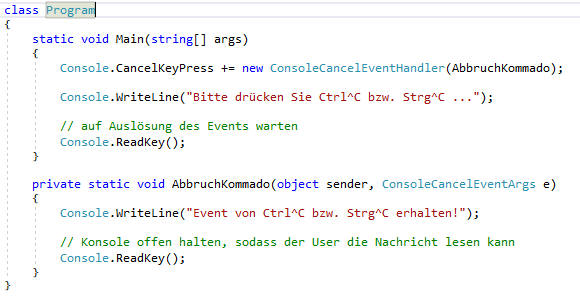 class Program
{
    static void Main(string[] args)
    {
        Console.CancelKeyPress += new ConsoleCancelEventHandler(AbbruchKommado);
        Console.WriteLine("Bitte drücken Sie Ctrl^C bzw. Strg^C ...");
        // auf Auslösung des Events warten
        Console.ReadKey();
    }
    private static void AbbruchKommado(object sender, ConsoleCancelEventArgs e)
    {
        Console.WriteLine("Event von Ctrl^C bzw. Strg^C erhalten!");
        // Konsole offen halten, sodass der User die Nachricht lesen kann
        Console.ReadKey();
    }
}